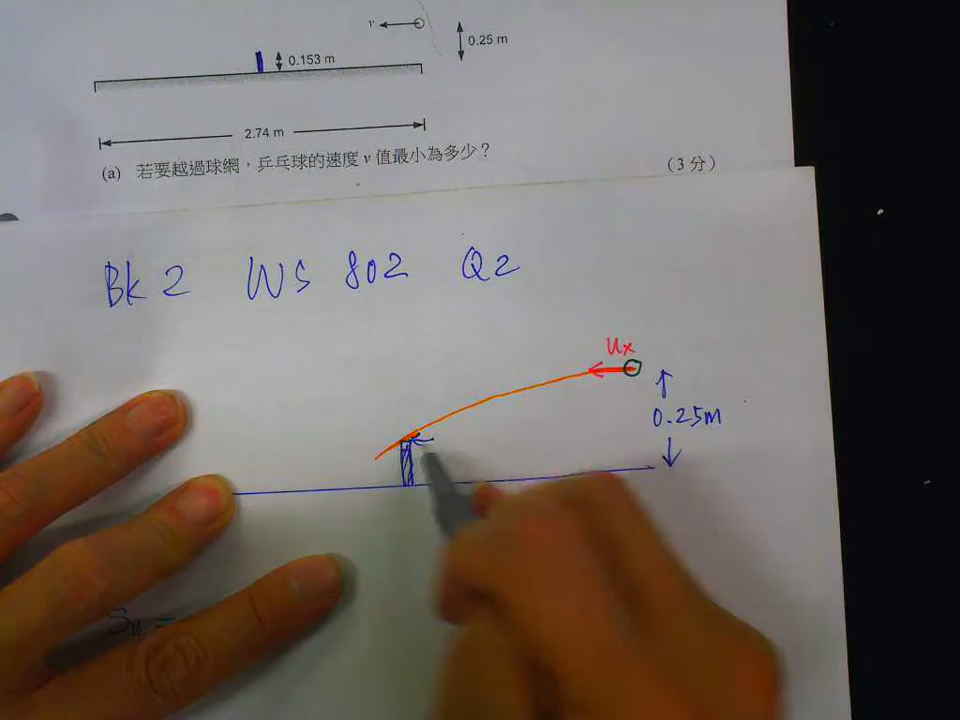 v
0.25 m
0.153 m
2.74 m
(a) 若要越過球網，乒乓球的速度 v 值最小為多少？ (3 分)
Bk 2 WS 802 Q2
ux
0.25m